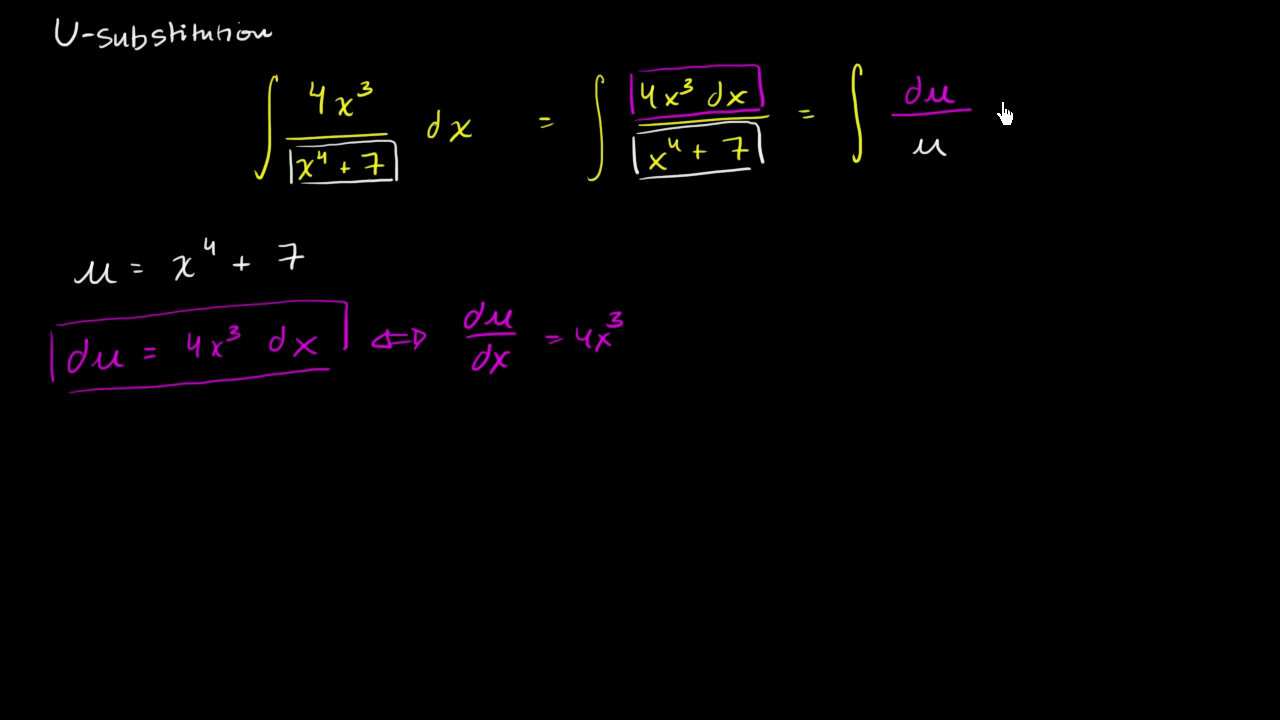 U-substitution
∫ 4x³/(x⁴ + 7) dx = ∫ 4x³ dx/(x⁴ + 7) = ∫ du/u
u = x⁴ + 7
du = 4x³ dx ⇔ du/dx = 4x³